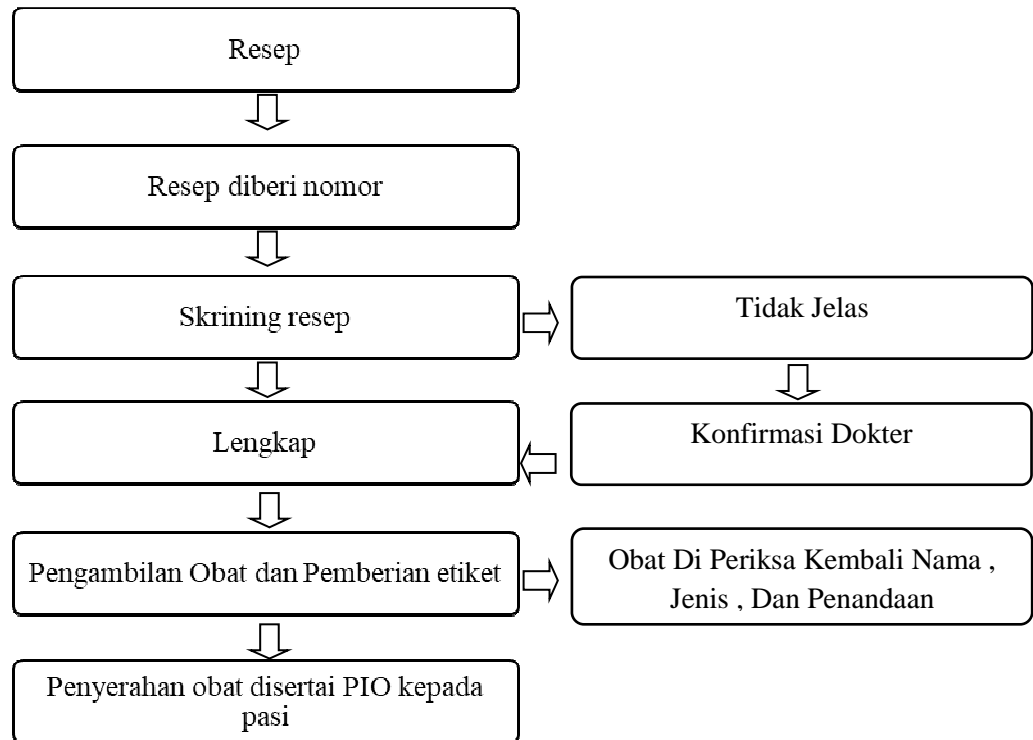 Resep
Resep diberi nomor
Skrining resep
Tidak Jelas
Lengkap
Konfirmasi Dokter
Pengambilan Obat dan Pemberian etiket
Obat Di Periksa Kembali Nama ,
Jenis , Dan Penandaan
Penyerahan obat disertai PIO kepada
pasi